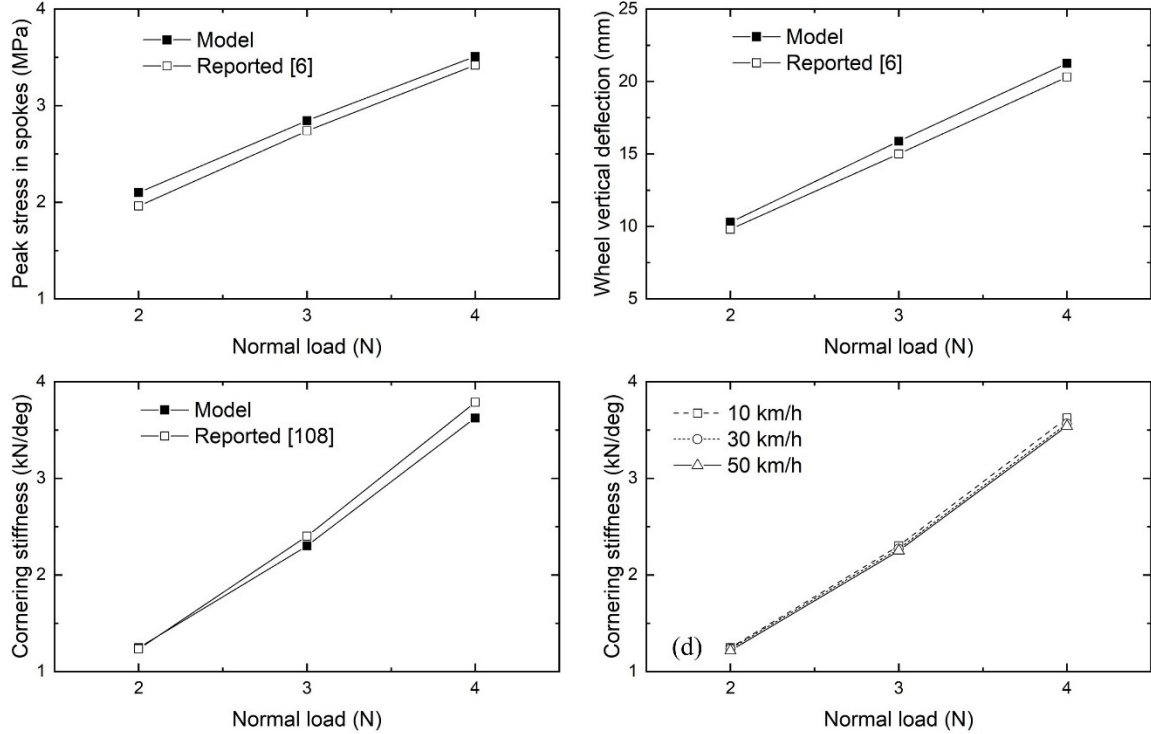 Peak stress in spokes (MPa)
4
3
2
1
Model
Reported [6]
2
3
4
Normal load (N)
Wheel vertical deflection (mm)
25
20
15
10
5
Model
Reported [6]
2
3
4
Normal load (N)
Cornering stiffness (kN/deg)
4
3
2
1
Model
Reported [108]
2
3
4
Normal load (N)
Cornering stiffness (kN/deg)
4
3
2
1
10 km/h
30 km/h
50 km/h
(d)
2
3
4
Normal load (N)